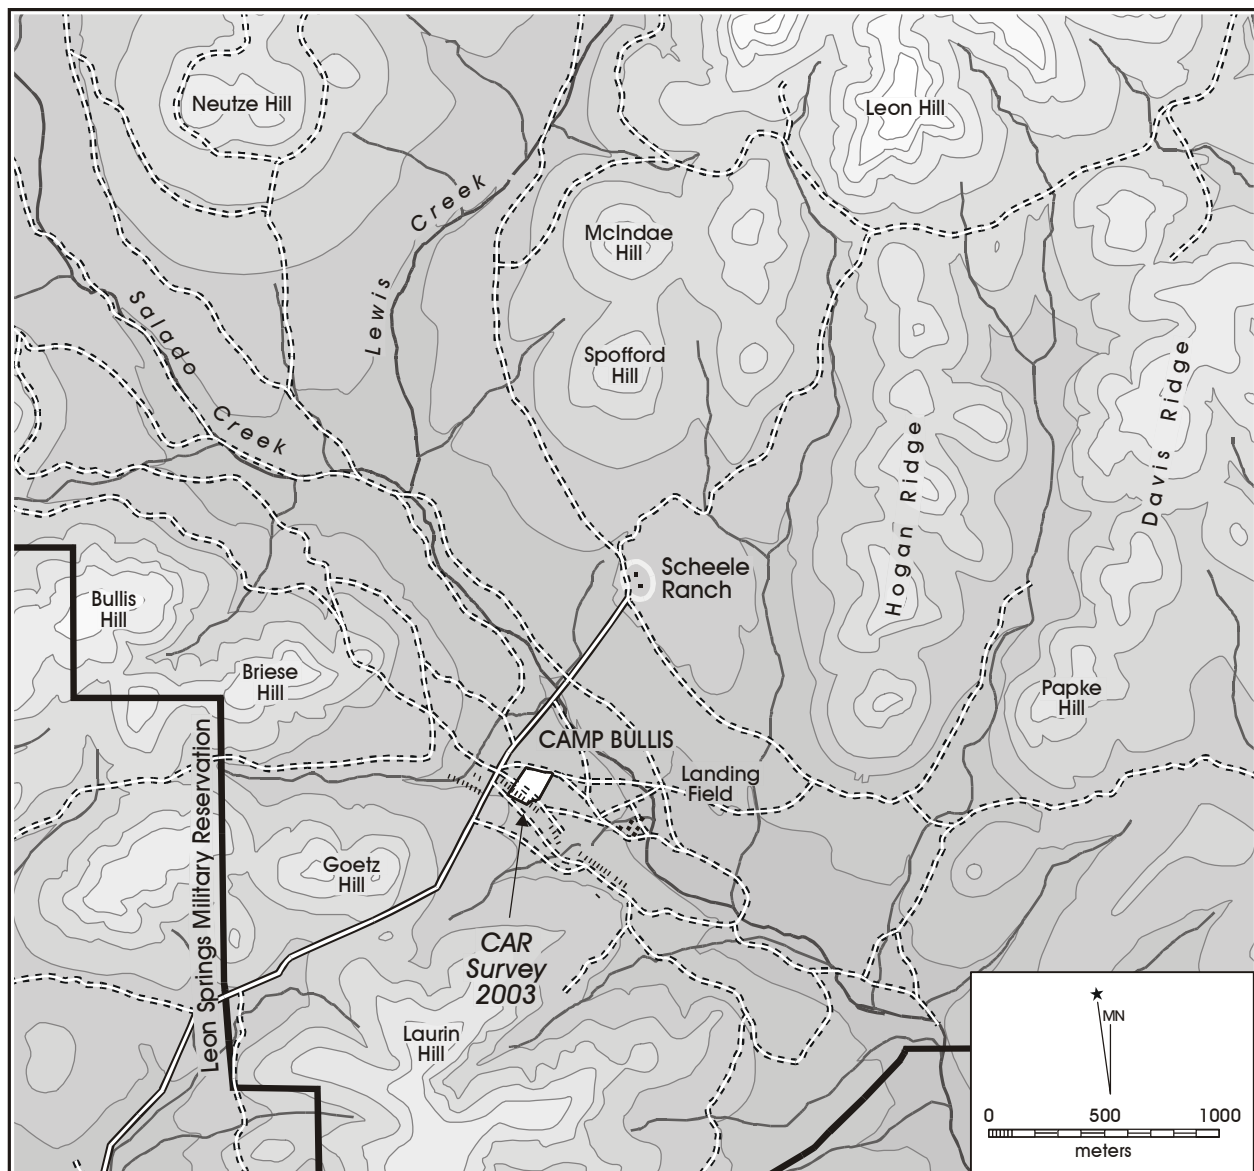 Neutze Hill
Leon Hill
Lewis Creek
McIndae
Hill
Salado Creek
Spofford
Hill
Hogan Ridge
Davis Ridge
Scheele
Ranch
Bullis
Hill
Briese
Hill
Papke
Hill
CAMP BULLIS
Landing
Field
Leon Springs Military Reservation
Goetz
Hill
CAR
Survey
2003
Laurin
Hill
MN
0 500 1000
meters